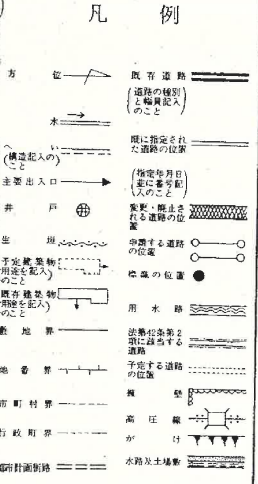 凡例
方位
水
へい
(構造記入の
こと)
主要出入口
井戸
生垣
予定建築物
(用途を記入)
のこと
既存建築物
(用途を記入)
のこと
敷地界
地番界
市町村界
行政町界
都市計画街路
既存道路
(道路の種別
と幅員記入
のこと)
既に指定され
た道路の位置
(指定年月日
並に番号記
入のこと)
変更・廃止さ
れる道路の位
置
申請する道路
の位置
標識の位置
用水路
法第42条第2
項に該当する
道路
予定する道路
の位置
擁壁
高圧線
がけ
水路及土場敷